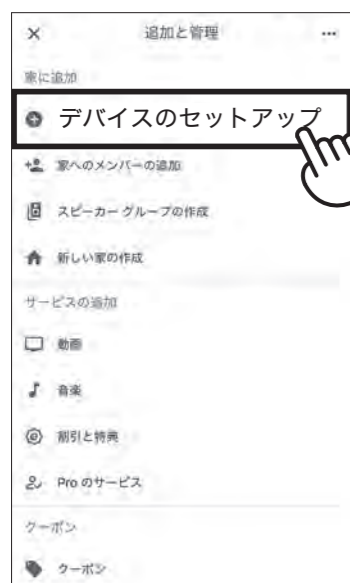 × 追加と管理 •••
家に追加
デバイスのセットアップ
家へのメンバーの追加
スピーカー グループの作成
新しい家の作成
サービスの追加
動画
音楽
割引と特典
Pro のサービス
クーポン
クーポン